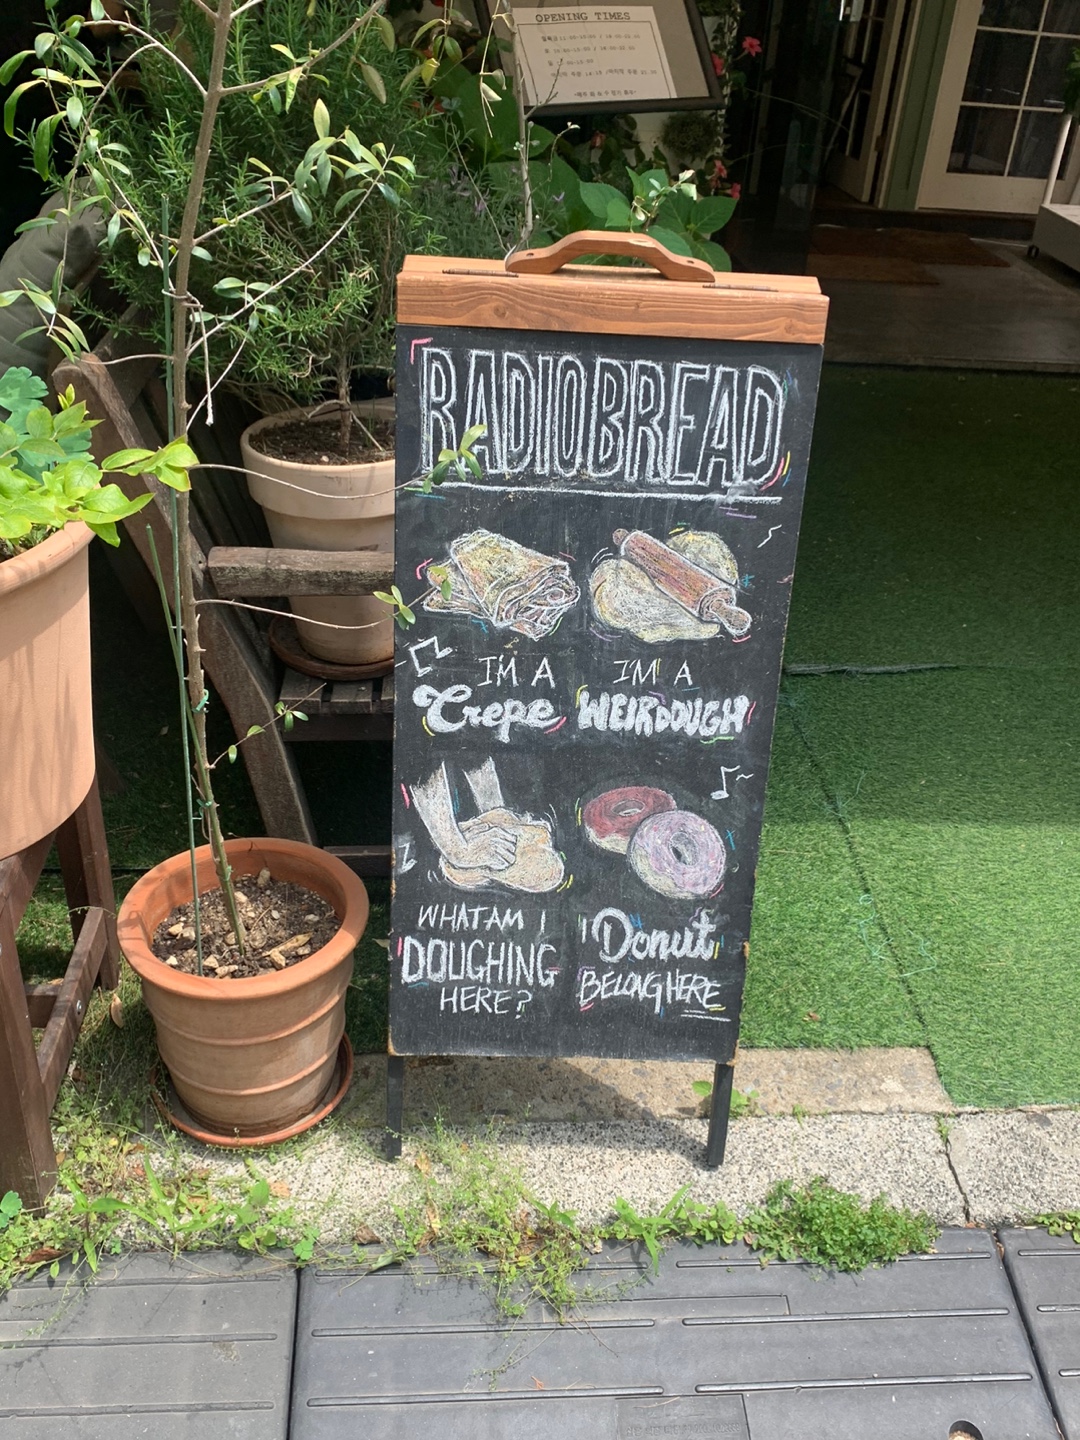 OPENING TIMES
RADIOBREAD
I'M A
Crepe
I'M A
WEIRDOUGH
WHAT AM I
DOUGHING
HERE?
I Donut
BELONG HERE